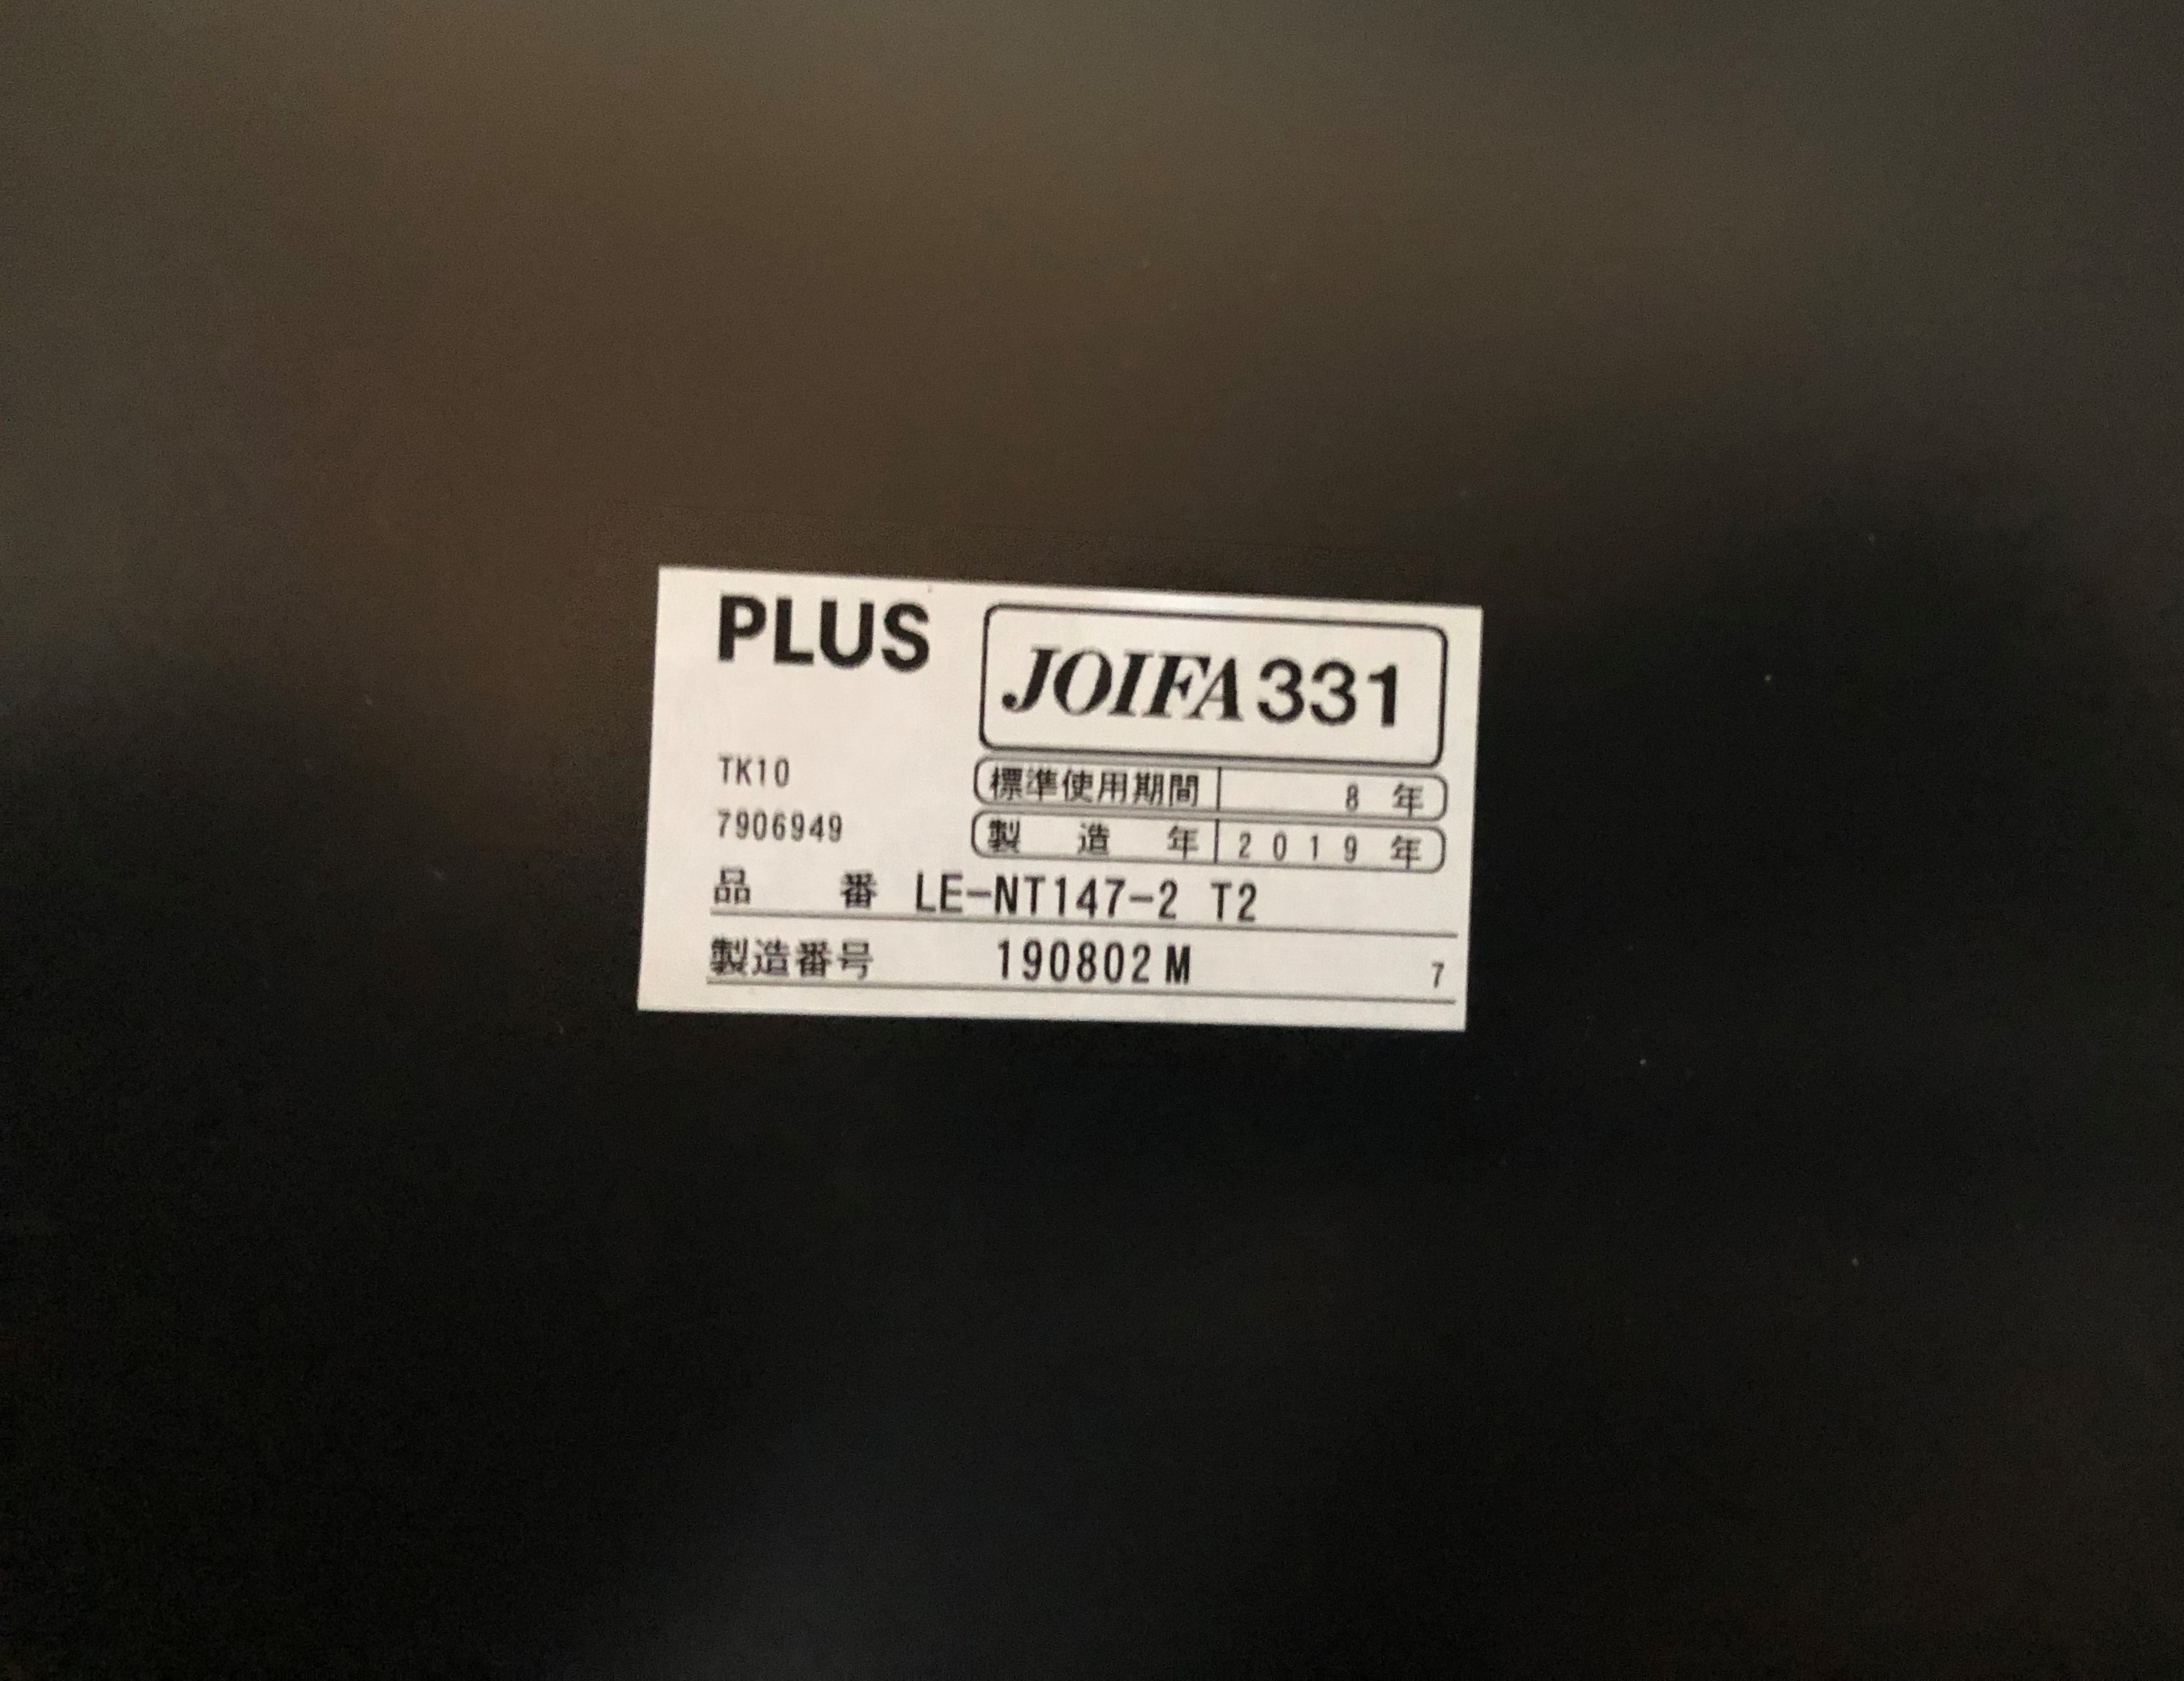 PLUS
JOIFA331
TK10
標準使用期間 8 年
7906949
製造年 2019 年
品番 LE-NT147-2 T2
製造番号 190802M 7